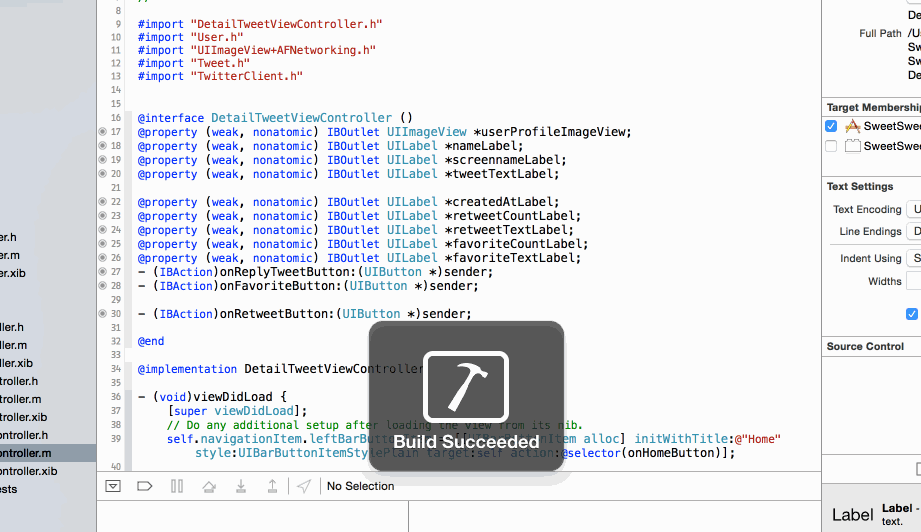 er.h
er.m
er.xib
ller.h
ller.m
ller.xib
troller.h
troller.m
troller.xib
ontroller.h
ontroller.m
ontroller.xib
ests
8
9 #import "DetailTweetViewController.h"
10 #import "User.h"
11 #import "UIImageView+AFNetworking.h"
12 #import "Tweet.h"
13 #import "TwitterClient.h"
14
15
16 @interface DetailTweetViewController ()
17 @property (weak, nonatomic) IBOutlet UIImageView *userProfileImageView;
18 @property (weak, nonatomic) IBOutlet UILabel *nameLabel;
19 @property (weak, nonatomic) IBOutlet UILabel *screennameLabel;
20 @property (weak, nonatomic) IBOutlet UILabel *tweetTextLabel;
21
22 @property (weak, nonatomic) IBOutlet UILabel *createdAtLabel;
23 @property (weak, nonatomic) IBOutlet UILabel *retweetCountLabel;
24 @property (weak, nonatomic) IBOutlet UILabel *retweetTextLabel;
25 @property (weak, nonatomic) IBOutlet UILabel *favoriteCountLabel;
26 @property (weak, nonatomic) IBOutlet UILabel *favoriteTextLabel;
27 - (IBAction)onReplyTweetButton:(UIButton *)sender;
28 - (IBAction)onFavoriteButton:(UIButton *)sender;
29
30 - (IBAction)onRetweetButton:(UIButton *)sender;
31
32 @end
33
34 @implementation DetailTweetViewController
35
36 - (void)viewDidLoad {
37 [super viewDidLoad];
38 // Do any additional setup after loading the view from its nib.
39 self.navigationItem.leftBarButt alloc] initWithTitle:@"Home"
style:UIBarButtonItemStylePlain target:self action:@selector(onHomeButton)];
40
Build Succeeded
No Selection
De
Full Path /Us
Sw
Sw
De
Target Membership
SweetSwee
SweetSwee
Text Settings
Text Encoding U
Line Endings D
Indent Using S
Widths
Source Control
Label Label -
text.